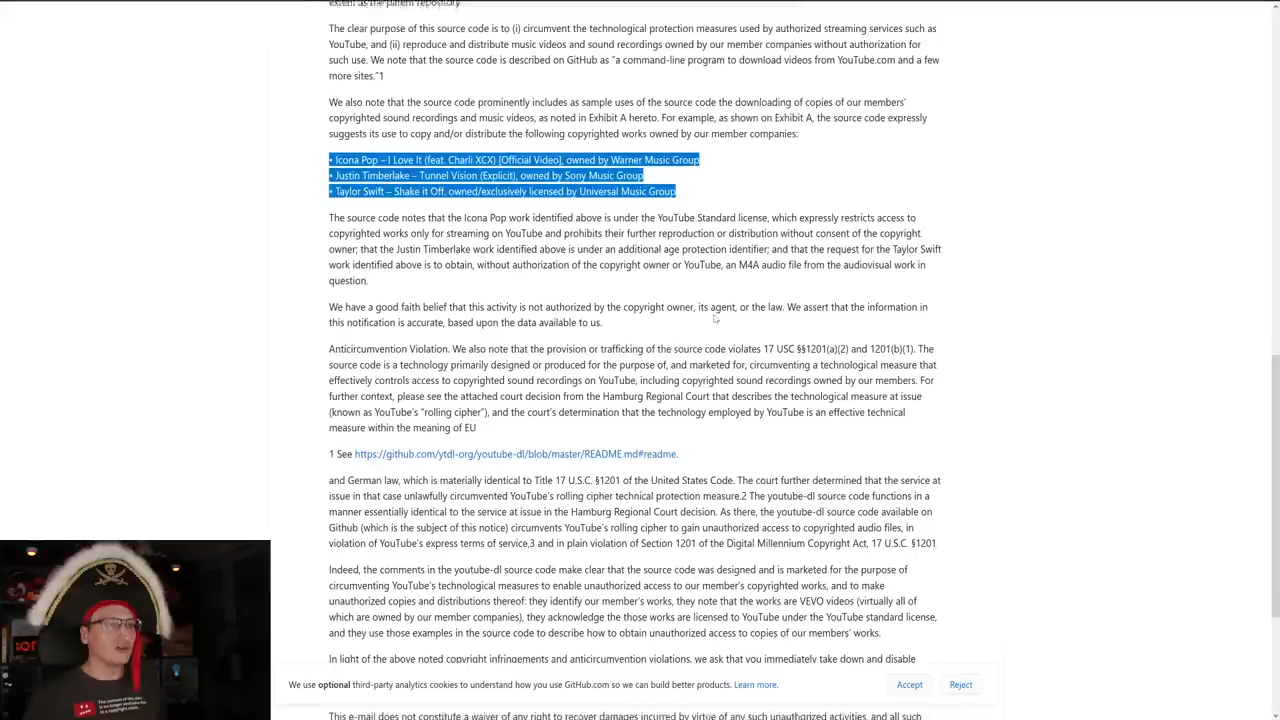 extent as the parent repository.
The clear purpose of this source code is to (i) circumvent the technological protection measures used by authorized streaming services such as
YouTube, and (ii) reproduce and distribute music videos and sound recordings owned by our member companies without authorization for
such use. We note that the source code is described on GitHub as “a command-line program to download videos from YouTube.com and a few
more sites.”1
We also note that the source code prominently includes as sample uses of the source code the downloading of copies of our members’
copyrighted sound recordings and music videos, as noted in Exhibit A hereto. For example, as shown on Exhibit A, the source code expressly
suggests its use to copy and/or distribute the following copyrighted works owned by our member companies:
• Icona Pop – I Love It (feat. Charli XCX) [Official Video], owned by Warner Music Group
• Justin Timberlake – Tunnel Vision (Explicit), owned by Sony Music Group
• Taylor Swift – Shake it Off, owned/exclusively licensed by Universal Music Group
The source code notes that the Icona Pop work identified above is under the YouTube Standard license, which expressly restricts access to
copyrighted works only for streaming on YouTube and prohibits their further reproduction or distribution without consent of the copyright
owner; that the Justin Timberlake work identified above is under an additional age protection identifier; and that the request for the Taylor Swift
work identified above is to obtain, without authorization of the copyright owner or YouTube, an M4A audio file from the audiovisual work in
question.
We have a good faith belief that this activity is not authorized by the copyright owner, its agent, or the law. We assert that the information in
this notification is accurate, based upon the data available to us.
Anticircumvention Violation. We also note that the provision or trafficking of the source code violates 17 USC §§1201(a)(2) and 1201(b)(1). The
source code is a technology primarily designed or produced for the purpose of, and marketed for, circumventing a technological measure that
effectively controls access to copyrighted sound recordings on YouTube, including copyrighted sound recordings owned by our members. For
further context, please see the attached court decision from the Hamburg Regional Court that describes the technological measure at issue
(known as YouTube’s “rolling cipher”), and the court’s determination that the technology employed by YouTube is an effective technical
measure within the meaning of EU
1 See https://github.com/ytdl-org/youtube-dl/blob/master/README.md#readme.
and German law, which is materially identical to Title 17 U.S.C. §1201 of the United States Code. The court further determined that the service at
issue in that case unlawfully circumvented YouTube’s rolling cipher technical protection measure.2 The youtube-dl source code functions in a
manner essentially identical to the service at issue in the Hamburg Regional Court decision. As there, the youtube-dl source code available on
Github (which is the subject of this notice) circumvents YouTube’s rolling cipher to gain unauthorized access to copyrighted audio files, in
violation of YouTube’s express terms of service,3 and in plain violation of Section 1201 of the Digital Millennium Copyright Act, 17 U.S.C. §1201
Indeed, the comments in the youtube-dl source code make clear that the source code was designed and is marketed for the purpose of
circumventing YouTube’s technological measures to enable unauthorized access to our member’s copyrighted works, and to make
unauthorized copies and distributions thereof: they identify our member’s works, they note that the works are VEVO videos (virtually all of
which are owned by our member companies), they acknowledge the those works are licensed to YouTube under the YouTube standard license,
and they use those examples in the source code to describe how to obtain unauthorized access to copies of our members’ works.
In light of the above noted copyright infringements and anticircumvention violations, we ask that you immediately take down and disable
We use optional third-party analytics cookies to understand how you use GitHub.com so we can build better products. Learn more.
Accept
Reject
This e-mail does not constitute a waiver of any right to recover damages incurred by virtue of any such unauthorized activities, and all such